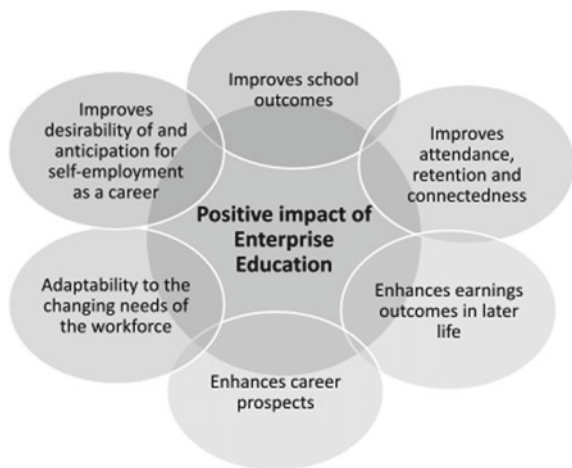 Improves school
outcomes
Improves
attendance,
retention and
connectedness
Enhances earnings
outcomes in later
life
Enhances career
prospects
Adaptability to the
changing needs of
the workforce
Improves
desirability of and
anticipation for
self-employment
as a career
Positive impact of
Enterprise
Education